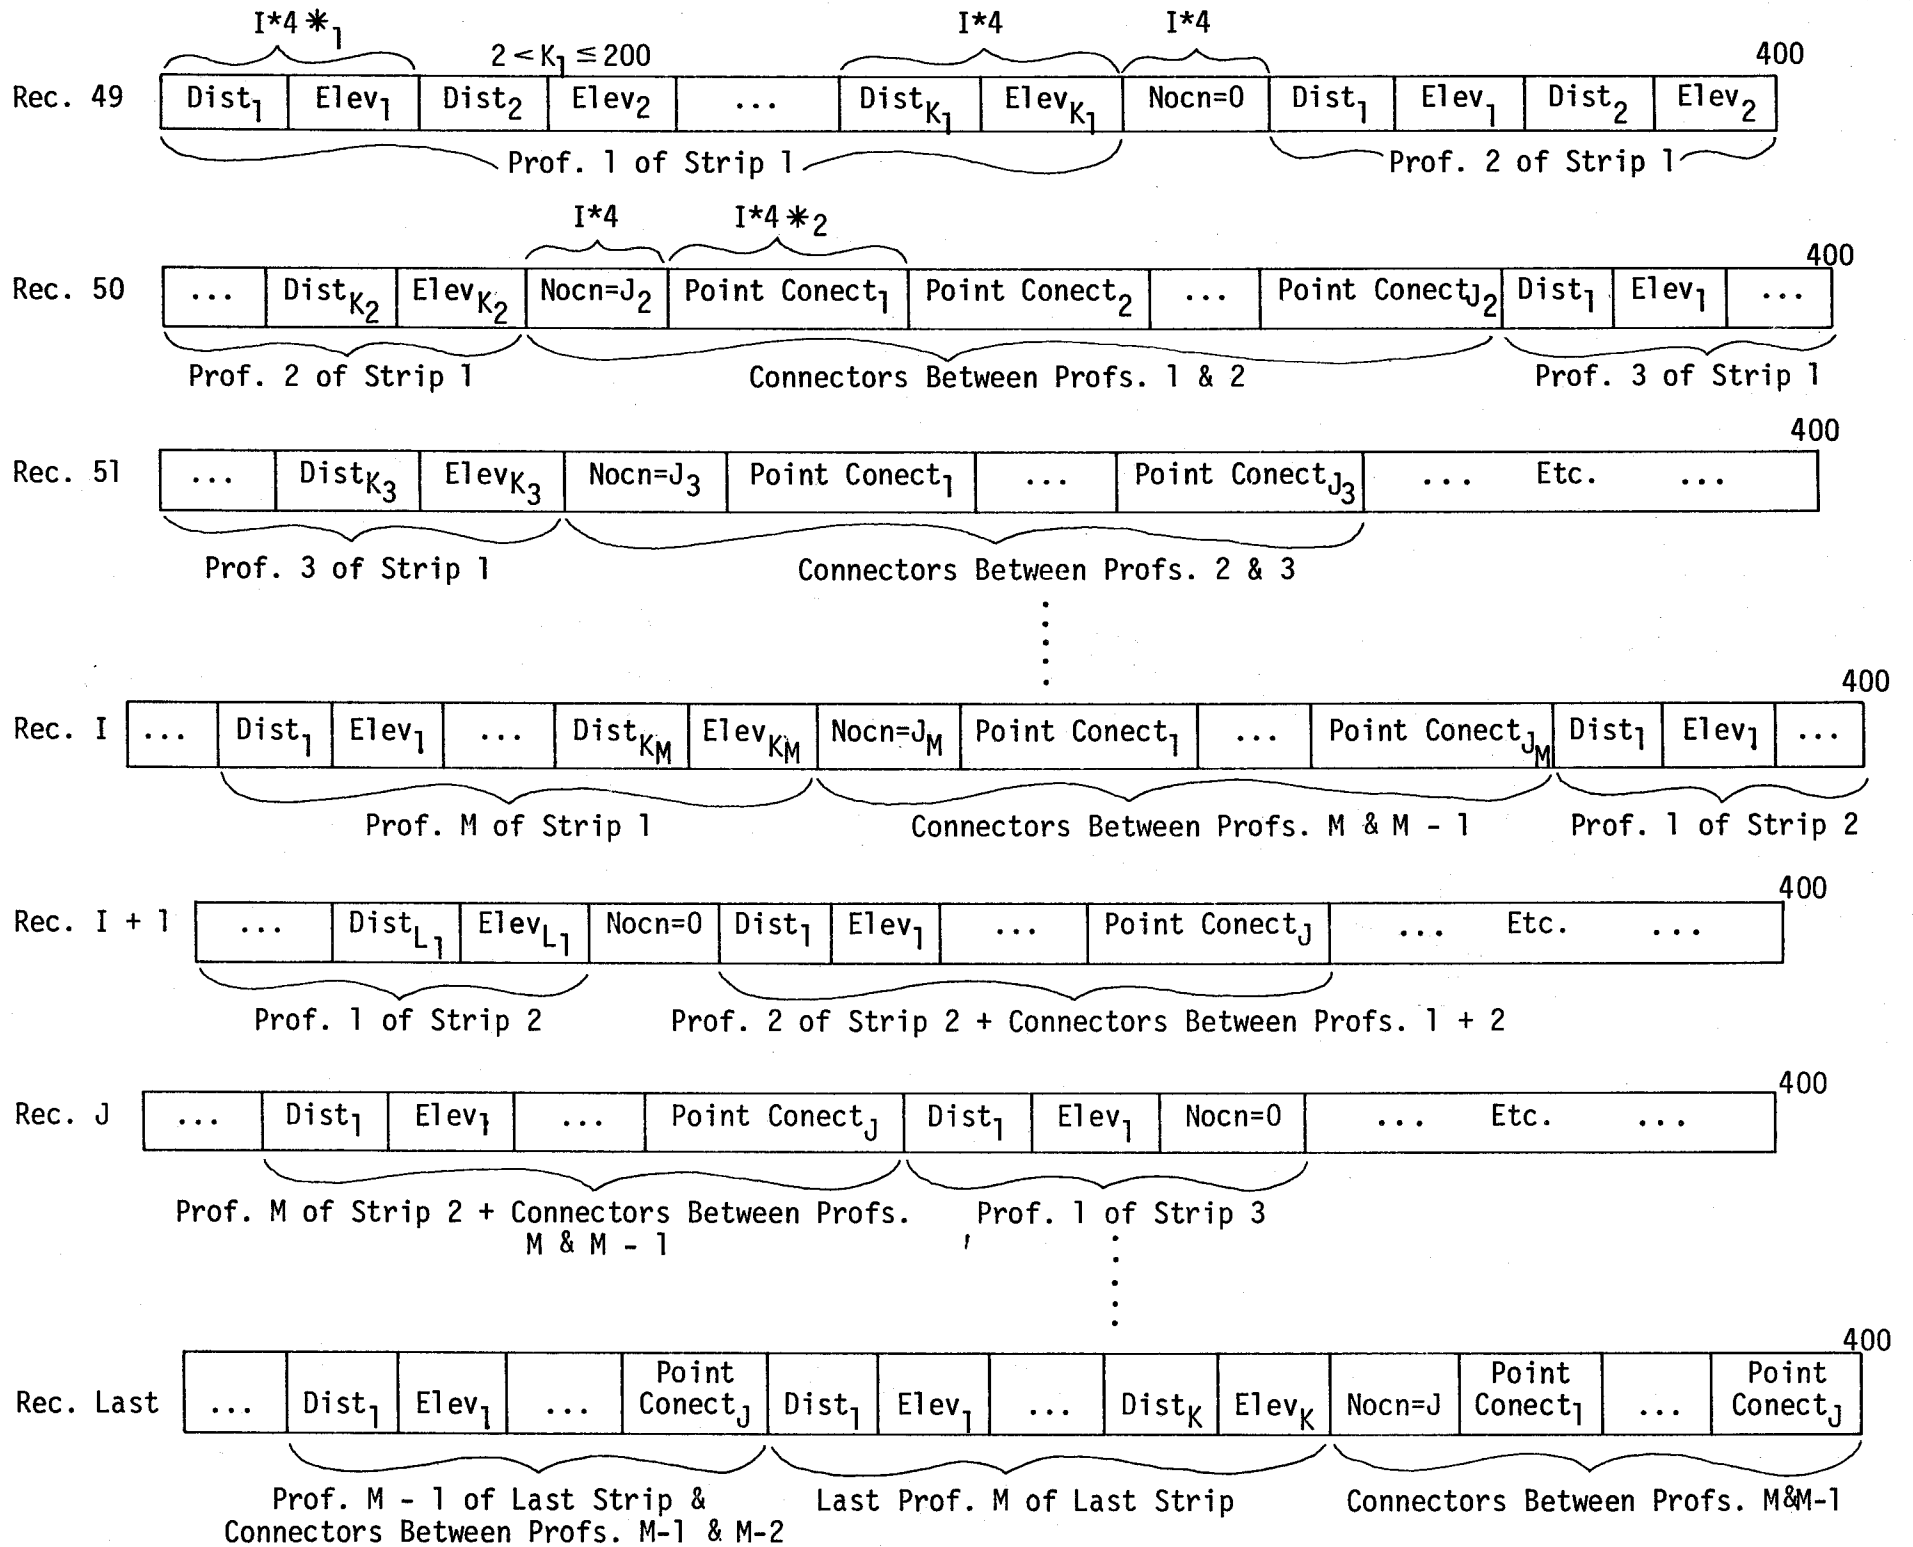 I*4 *1 I*4 I*4
2 < K1 ≤ 200 400
Rec. 49 Dist1 Elev1 Dist2 Elev2 ... DistK1 ElevK1 Nocn=0 Dist1 Elev1 Dist2 Elev2
Prof. 1 of Strip 1 Prof. 2 of Strip 1
I*4 I*4 *2
400
Rec. 50 ... DistK2 ElevK2 Nocn=J2 Point Conect1 Point Conect2 ... Point ConectJ2 Dist1 Elev1 ...
Prof. 2 of Strip 1 Connectors Between Profs. 1 & 2 Prof. 3 of Strip 1
400
Rec. 51 ... DistK3 ElevK3 Nocn=J3 Point Conect1 ... Point ConectJ3 ... Etc. ...
Prof. 3 of Strip 1 Connectors Between Profs. 2 & 3
400
Rec. I ... Dist1 Elev1 ... DistKM ElevKM Nocn=JM Point Conect1 ... Point ConectJM Dist1 Elev1 ...
Prof. M of Strip 1 Connectors Between Profs. M & M - 1 Prof. 1 of Strip 2
400
Rec. I + 1 ... DistL1 ElevL1 Nocn=0 Dist1 Elev1 ... Point ConectJ ... Etc. ...
Prof. 1 of Strip 2 Prof. 2 of Strip 2 + Connectors Between Profs. 1 + 2
400
Rec. J ... Dist1 Elev1 ... Point ConectJ Dist1 Elev1 Nocn=0 ... Etc. ...
Prof. M of Strip 2 + Connectors Between Profs. Prof. 1 of Strip 3
M & M - 1
400
Point Point Point
Rec. Last ... Dist1 Elev1 ... ConectJ Dist1 Elev1 ... DistK ElevK Nocn=J Conect1 ... ConectJ
Prof. M - 1 of Last Strip & Last Prof. M of Last Strip Connectors Between Profs. M&M-1
Connectors Between Profs. M-1 & M-2